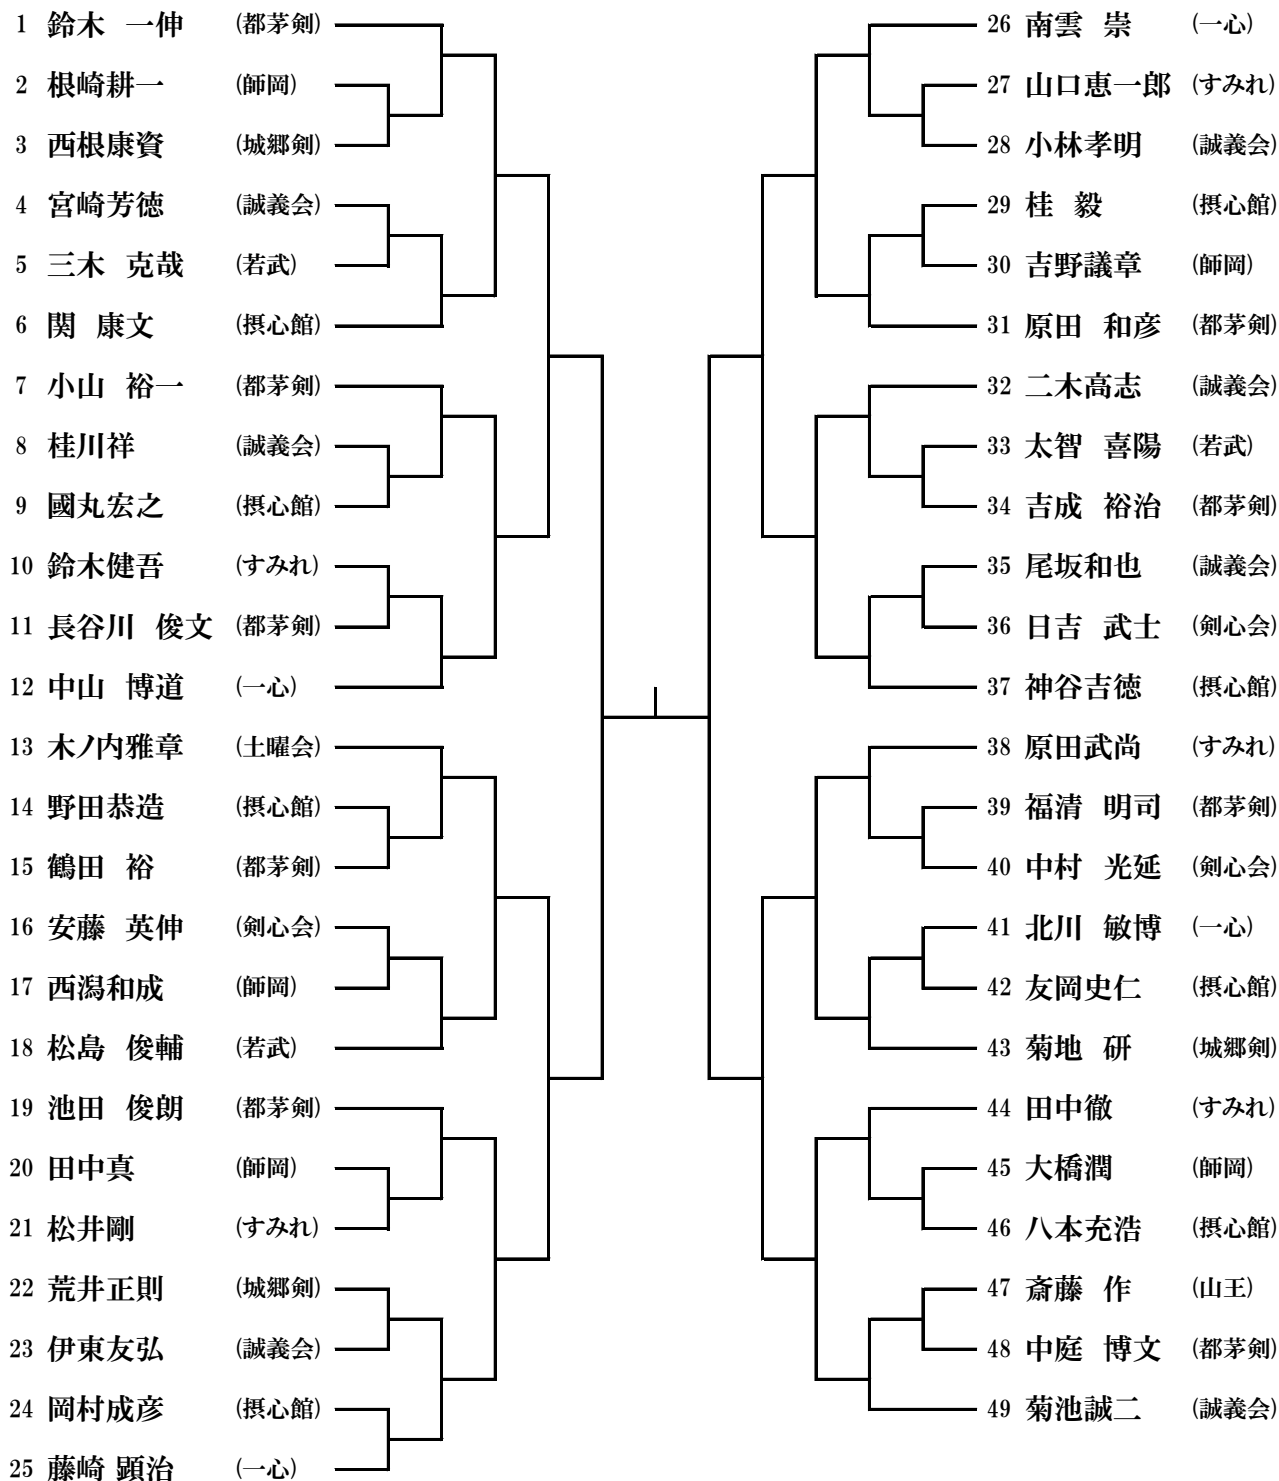 1 鈴木 一伸 (都茅剣)
2 根崎耕一 (師岡)
3 西根康資 (城郷剣)
4 宮崎芳徳 (誠義会)
5 三木 克哉 (若武)
6 関 康文 (摂心館)
7 小山 裕一 (都茅剣)
8 桂川祥 (誠義会)
9 國丸宏之 (摂心館)
10 鈴木健吾 (すみれ)
11 長谷川 俊文 (都茅剣)
12 中山 博道 (一心)
13 木ノ内雅章 (土曜会)
14 野田恭造 (摂心館)
15 鶴田 裕 (都茅剣)
16 安藤 英伸 (剣心会)
17 西潟和成 (師岡)
18 松島 俊輔 (若武)
19 池田 俊朗 (都茅剣)
20 田中真 (師岡)
21 松井剛 (すみれ)
22 荒井正則 (城郷剣)
23 伊東友弘 (誠義会)
24 岡村成彦 (摂心館)
25 藤崎 顕治 (一心)
26 南雲 崇 (一心)
27 山口恵一郎 (すみれ)
28 小林孝明 (誠義会)
29 桂 毅 (摂心館)
30 吉野議章 (師岡)
31 原田 和彦 (都茅剣)
32 二木高志 (誠義会)
33 太智 喜陽 (若武)
34 吉成 裕治 (都茅剣)
35 尾坂和也 (誠義会)
36 日吉 武士 (剣心会)
37 神谷吉徳 (摂心館)
38 原田武尚 (すみれ)
39 福清 明司 (都茅剣)
40 中村 光延 (剣心会)
41 北川 敏博 (一心)
42 友岡史仁 (摂心館)
43 菊地 研 (城郷剣)
44 田中徹 (すみれ)
45 大橋潤 (師岡)
46 八本充浩 (摂心館)
47 斎藤 作 (山王)
48 中庭 博文 (都茅剣)
49 菊池誠二 (誠義会)